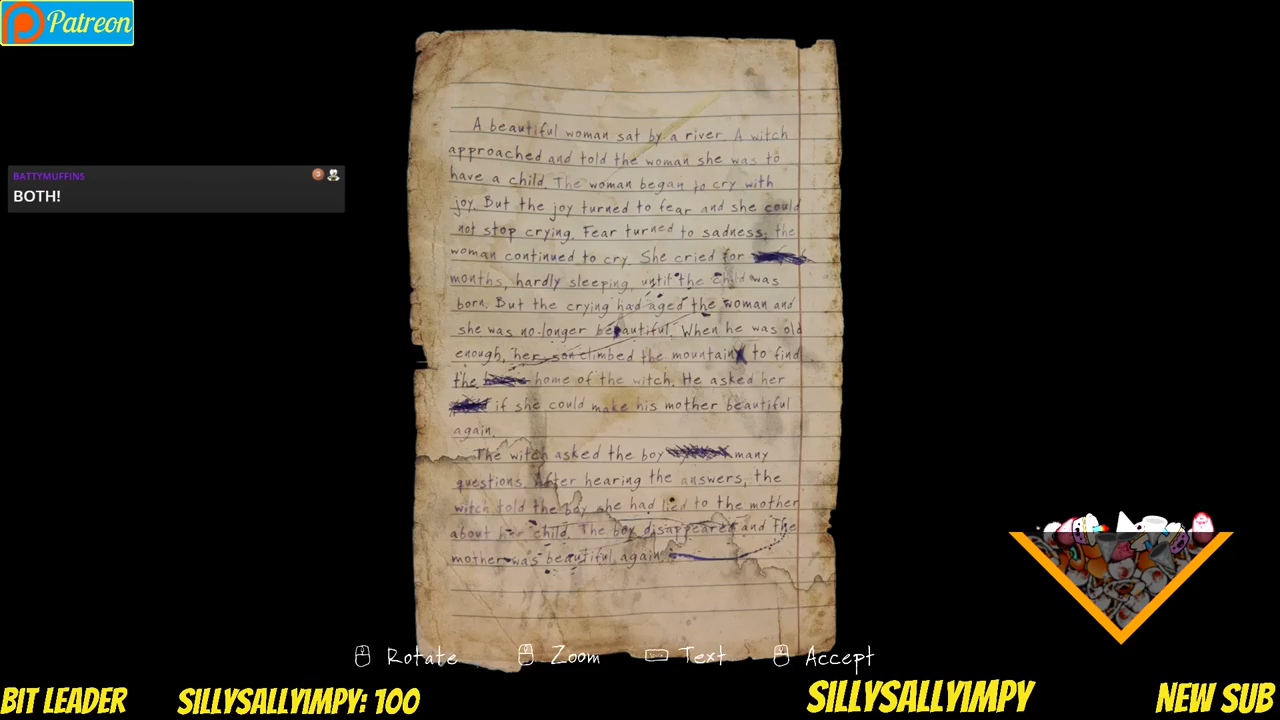 Patreon
BATTYMUFFINS
BOTH!
A beautiful woman sat by a river. A witch
approached and told the woman she was to
have a child. The woman began to cry with
joy. But the joy turned to fear and she could
not stop crying. Fear turned to sadness; the
woman continued to cry. She cried for
months, hardly sleeping, until the child was
born. But the crying had aged the woman and
she was no longer beautiful. When he was old
enough, her son climbed the mountain to find
the home of the witch. He asked her
if she could make his mother beautiful
again.
The witch asked the boy many
questions. After hearing the answers, the
witch told the boy she had lied to the mother
about her child. The boy disappeared and the
mother was beautiful again.
Rotate Zoom Text Accept
BIT LEADER SILLYSALLYIMPY: 100 SILLYSALLYIMPY NEW SUB